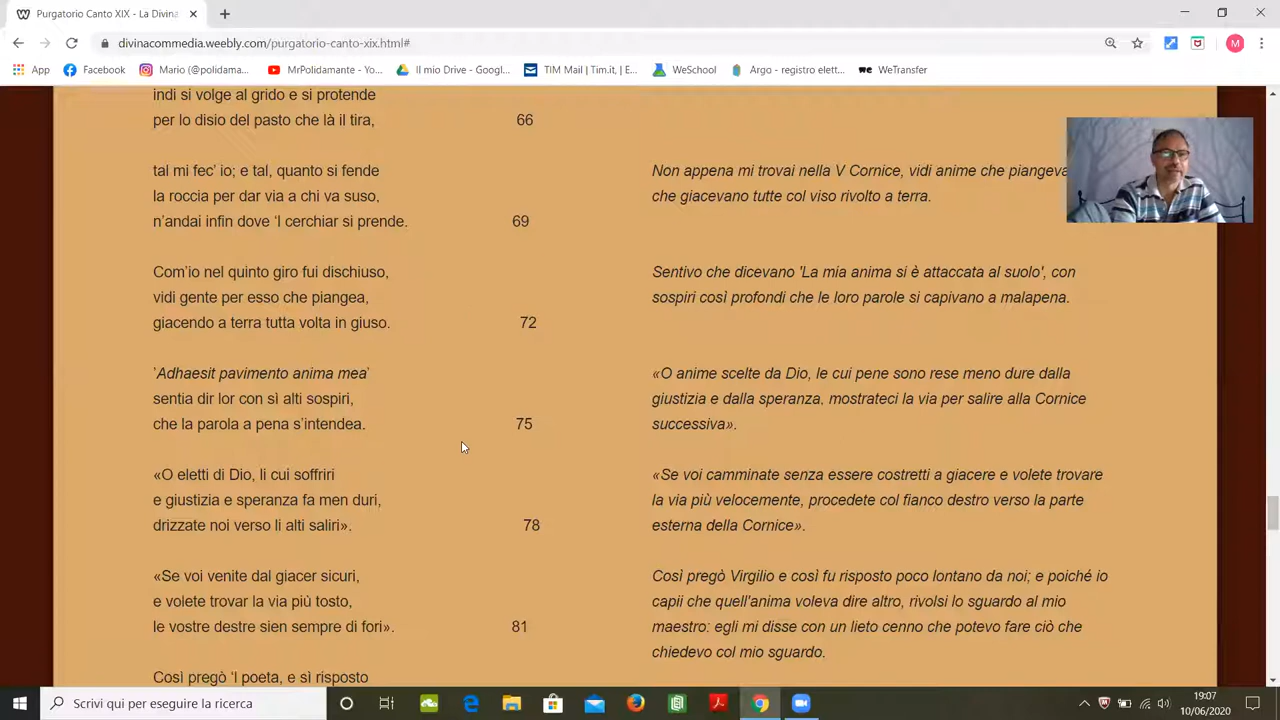 Purgatorio Canto XIX - La Divina
divinacommedia.weebly.com/purgatorio-canto-xix.html#
M
App
Facebook
Mario (@polidama...
MrPolidamante - Yo...
Il mio Drive - Googl...
TIM Mail | Tim.it, | E...
WeSchool
Argo - registro elett...
WeTransfer
indi si volge al grido e si protende
per lo disio del pasto che là il tira,
66
tal mi fec' io; e tal, quanto si fende
la roccia per dar via a chi va suso,
n'andai infin dove 'l cerchiar si prende.
69
Com'io nel quinto giro fui dischiuso,
vidi gente per esso che piangea,
giacendo a terra tutta volta in giuso.
72
'Adhaesit pavimento anima mea'
sentia dir lor con sì alti sospiri,
che la parola a pena s'intendea.
75
«O eletti di Dio, li cui soffriri
e giustizia e speranza fa men duri,
drizzate noi verso li alti saliri».
78
«Se voi venite dal giacer sicuri,
e volete trovar la via più tosto,
le vostre destre sien sempre di fori».
81
Così pregò 'l poeta, e sì risposto
Non appena mi trovai nella V Cornice, vidi anime che piangeva
che giacevano tutte col viso rivolto a terra.
Sentivo che dicevano 'La mia anima si è attaccata al suolo', con
sospiri così profondi che le loro parole si capivano a malapena.
«O anime scelte da Dio, le cui pene sono rese meno dure dalla
giustizia e dalla speranza, mostrateci la via per salire alla Cornice
successiva».
«Se voi camminate senza essere costretti a giacere e volete trovare
la via più velocemente, procedete col fianco destro verso la parte
esterna della Cornice».
Così pregò Virgilio e così fu risposto poco lontano da noi; e poiché io
capii che quell'anima voleva dire altro, rivolsi lo sguardo al mio
maestro: egli mi disse con un lieto cenno che potevo fare ciò che
chiedevo col mio sguardo.
Scrivi qui per eseguire la ricerca
19:07
10/06/2020